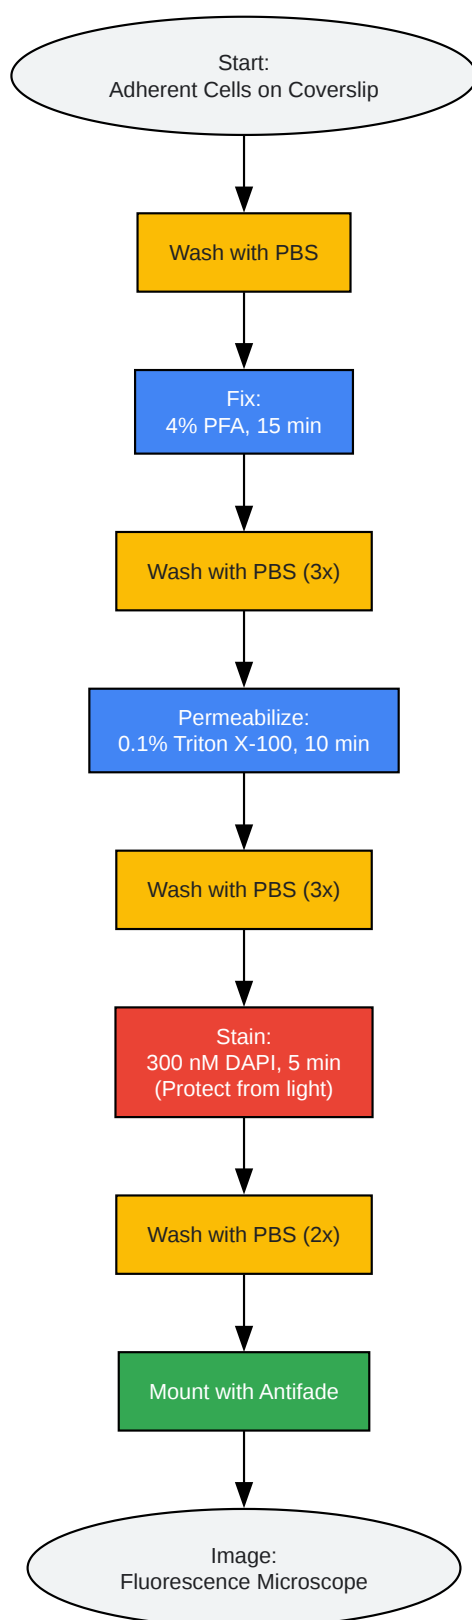 Start:
Adherent Cells on Coverslip
Wash with PBS
Fix:
4% PFA, 15 min
Wash with PBS (3x)
Permeabilize:
0.1% Triton X-100, 10 min
Wash with PBS (3x)
Stain:
300 nM DAPI, 5 min
(Protect from light)
Wash with PBS (2x)
Mount with Antifade
Image:
Fluorescence Microscope